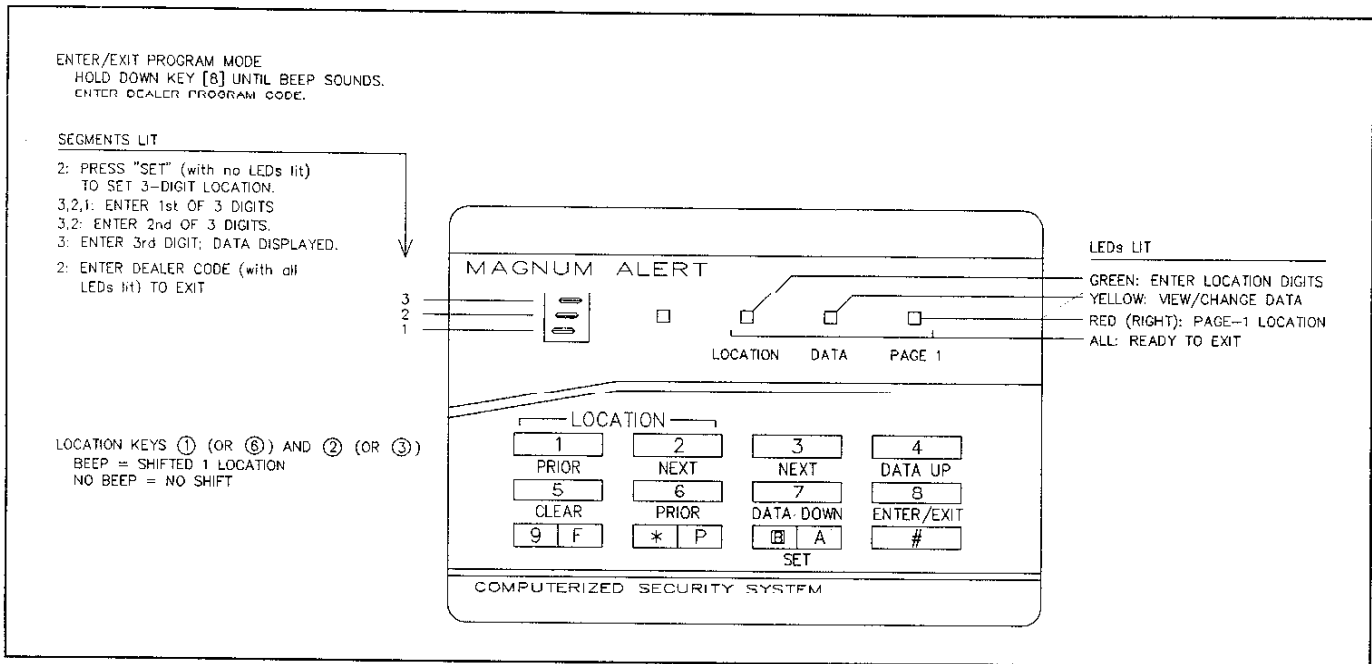 ENTER/EXIT PROGRAM MODE
HOLD DOWN KEY [8] UNTIL BEEP SOUNDS.
ENTER DEALER PROGRAM CODE.
SEGMENTS LIT
2: PRESS "SET" (with no LEDs lit)
TO SET 3-DIGIT LOCATION.
3,2,1: ENTER 1st OF 3 DIGITS
3,2: ENTER 2nd OF 3 DIGITS.
3: ENTER 3rd DIGIT; DATA DISPLAYED.
2: ENTER DEALER CODE (with all
LEDs lit) TO EXIT
LOCATION KEYS ① (OR ⑥) AND ② (OR ③)
BEEP = SHIFTED 1 LOCATION
NO BEEP = NO SHIFT
MAGNUM ALERT
3
2
1
LOCATION DATA PAGE 1
LEDs LIT
GREEN: ENTER LOCATION DIGITS
YELLOW: VIEW/CHANGE DATA
RED (RIGHT): PAGE-1 LOCATION
ALL: READY TO EXIT
LOCATION
1 2 3 4
PRIOR NEXT NEXT DATA UP
5 6 7 8
CLEAR PRIOR DATA DOWN ENTER/EXIT
9 F * P B A #
SET
COMPUTERIZED SECURITY SYSTEM